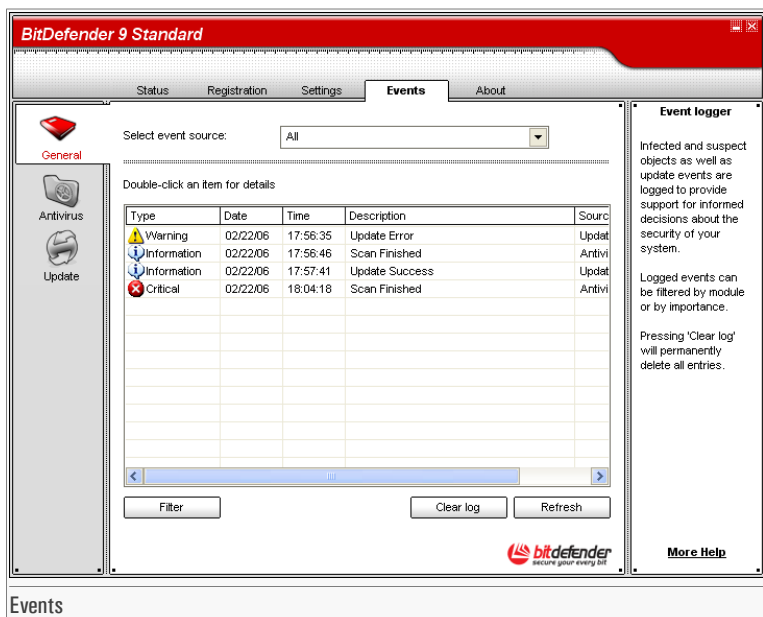 BitDefender 9 Standard
Status Registration Settings Events About
General
Antivirus
Update
Select event source: All
Double-click an item for details
Type Date Time Description Sourc
Warning 02/22/06 17:56:35 Update Error Updat
Information 02/22/06 17:56:46 Scan Finished Antivi
Information 02/22/06 17:57:41 Update Success Updat
Critical 02/22/06 18:04:18 Scan Finished Antivi
Filter Clear log Refresh
bitdefender
secure your every bit
Event logger
Infected and suspect
objects as well as
update events are
logged to provide
support for informed
decisions about the
security of your
system.
Logged events can
be filtered by module
or by importance.
Pressing 'Clear log'
will permanently
delete all entries.
More Help
Events